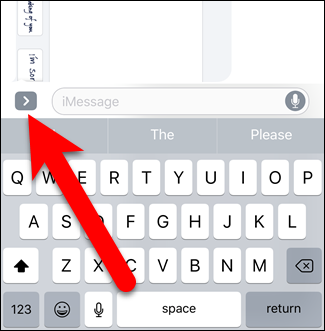 iMessage
The Please
Q W E R T Y U I O P
A S D F G H J K L
Z X C V B N M
123 space return